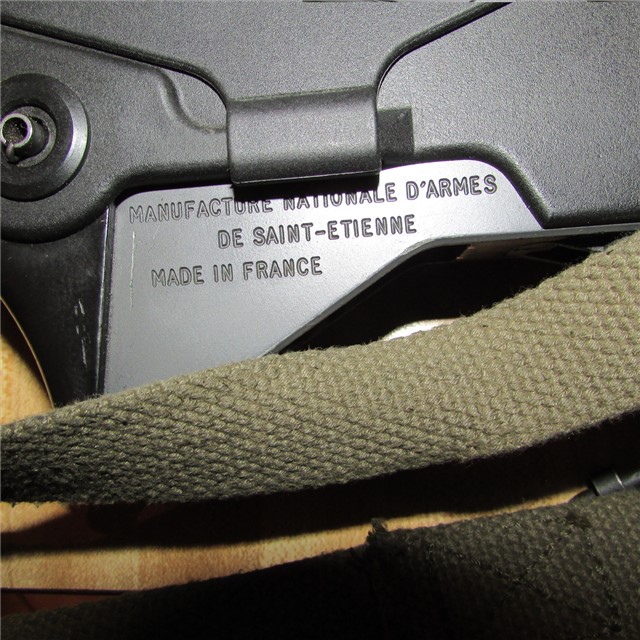 MANUFACTURE NATIONALE D'ARMES
DE SAINT-ETIENNE
MADE IN FRANCE